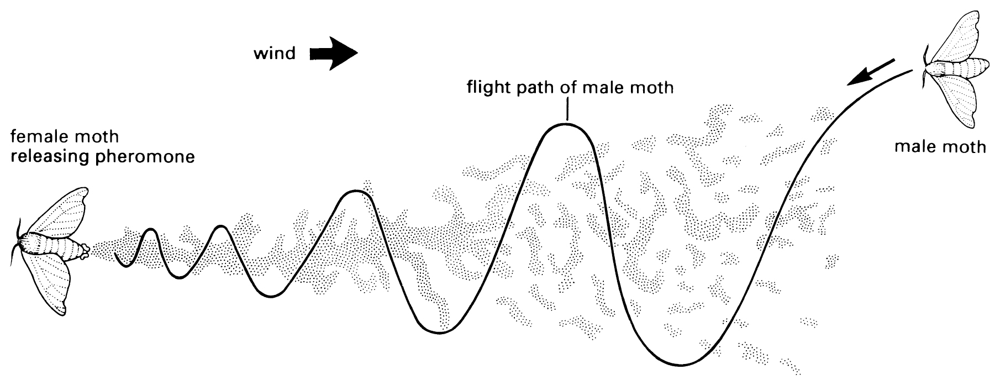 wind
flight path of male moth
female moth
releasing pheromone
male moth